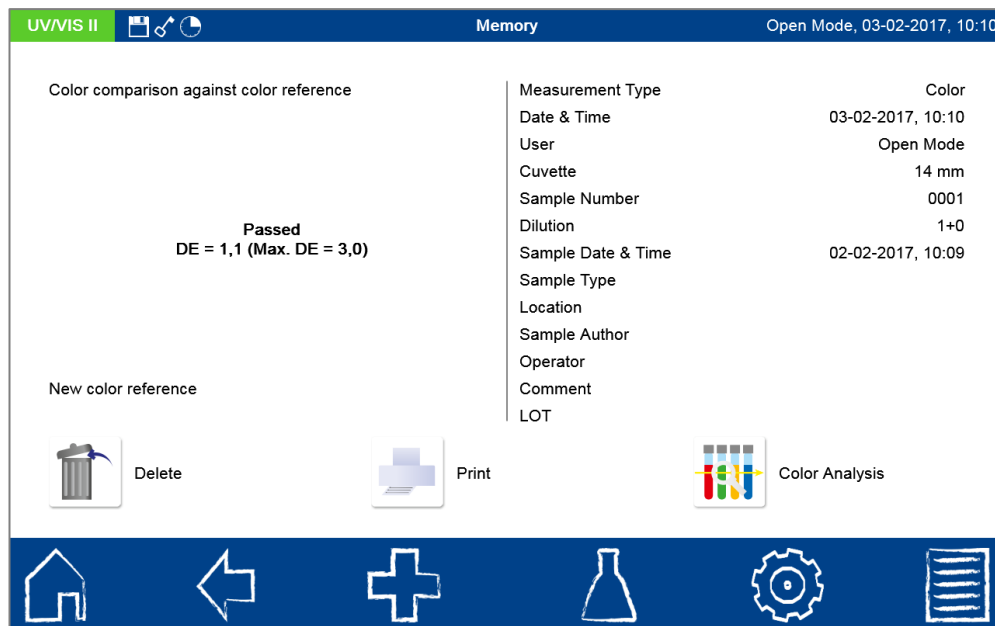 UV/VIS II Memory Open Mode, 03-02-2017, 10:10
Color comparison against color reference
Passed
DE = 1,1 (Max. DE = 3,0)
New color reference
Measurement Type Color
Date & Time 03-02-2017, 10:10
User Open Mode
Cuvette 14 mm
Sample Number 0001
Dilution 1+0
Sample Date & Time 02-02-2017, 10:09
Sample Type
Location
Sample Author
Operator
Comment
LOT
Delete Print Color Analysis